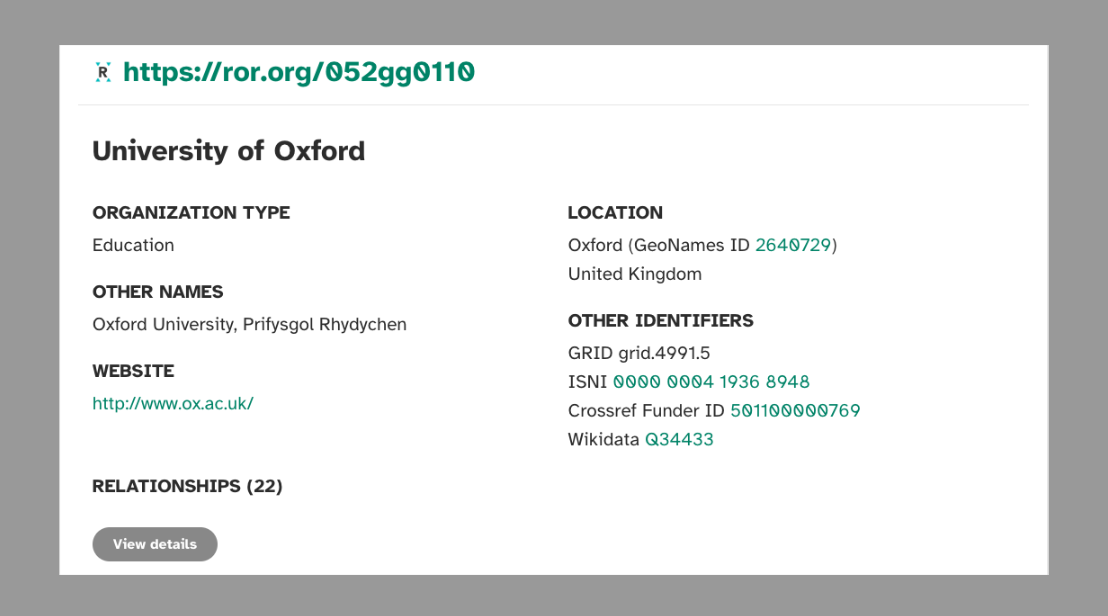 R https://ror.org/052gg0110
University of Oxford
ORGANIZATION TYPE
Education
OTHER NAMES
Oxford University, Prifysgol Rhydychen
WEBSITE
http://www.ox.ac.uk/
LOCATION
Oxford (GeoNames ID 2640729)
United Kingdom
OTHER IDENTIFIERS
GRID grid.4991.5
ISNI 0000 0004 1936 8948
Crossref Funder ID 501100000769
Wikidata Q34433
RELATIONSHIPS (22)
View details